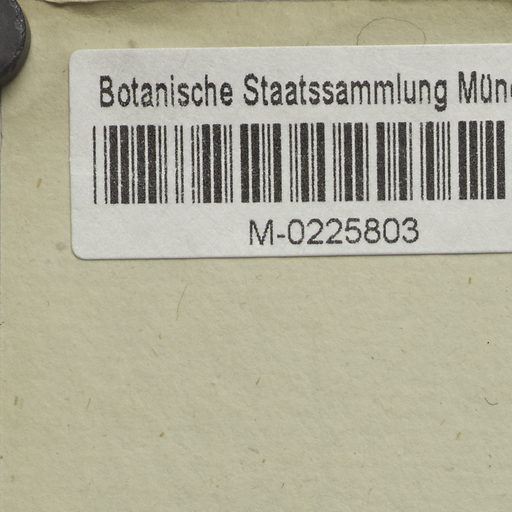 Botanische Staatssammlung Mün
M-0225803